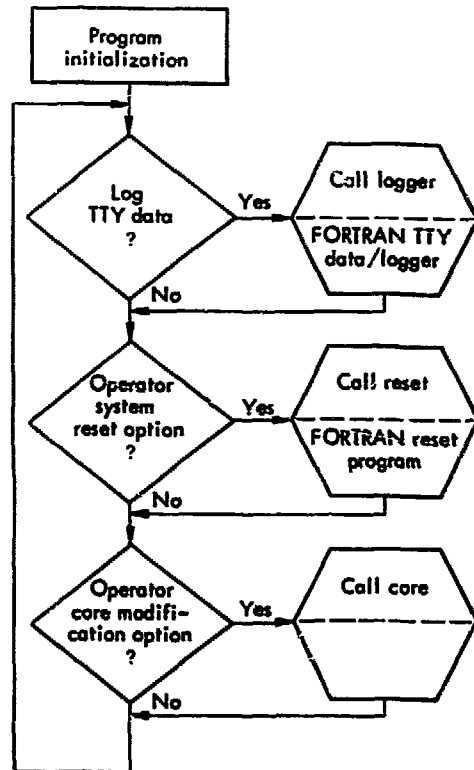 Program
initialization
Log
TTY data
?
Yes
Call logger
FORTRAN TTY
data/logger
No
Operator
system
reset option
?
Yes
Call reset
FORTRAN reset
program
No
Operator
core modifi-
cation option
?
Yes
Call core
No